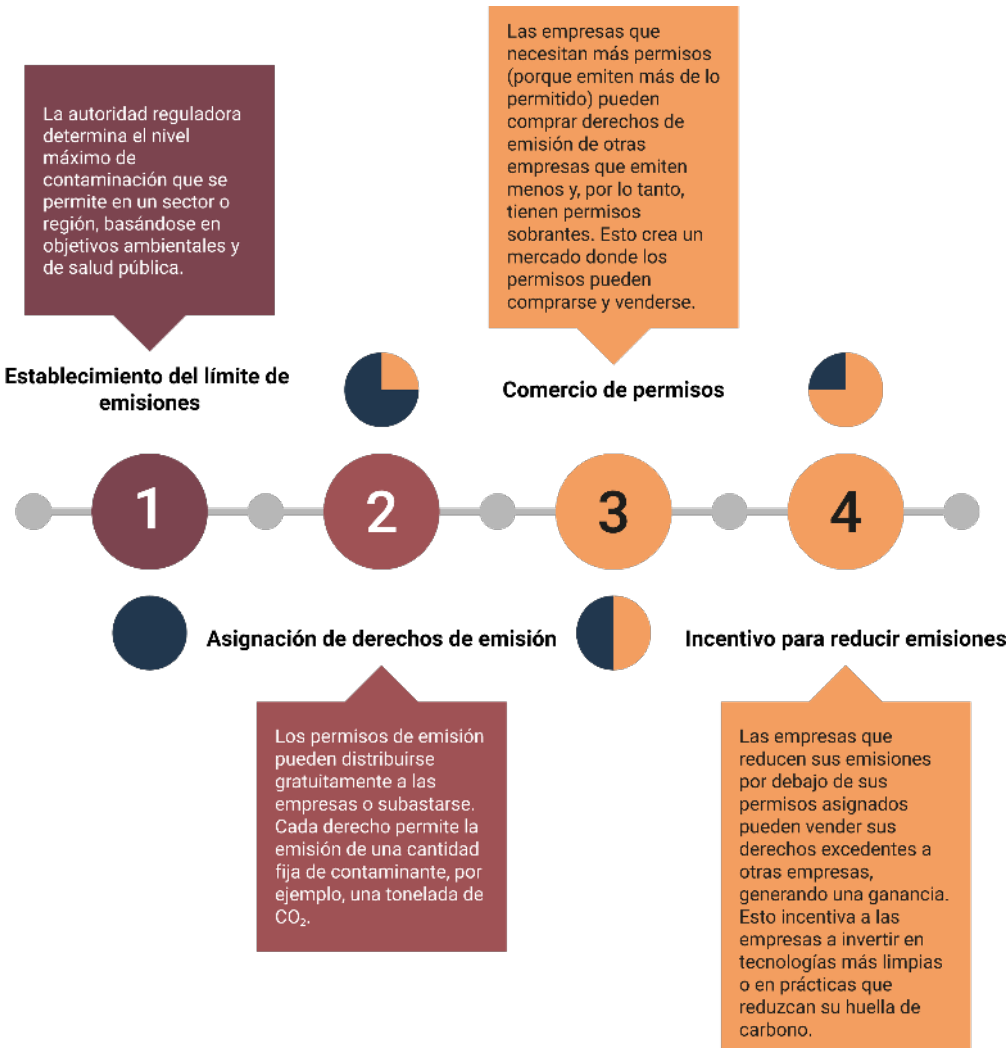 La autoridad reguladora
determina el nivel
máximo de
contaminación que se
permite en un sector o
región, basándose en
objetivos ambientales y
de salud pública.
Establecimiento del límite de
emisiones
1
Asignación de derechos de emisión
2
Los permisos de emisión
pueden distribuirse
gratuitamente a las
empresas o subastarse.
Cada derecho permite la
emisión de una cantidad
fija de contaminante, por
ejemplo, una tonelada de
CO₂.
Las empresas que
necesitan más permisos
(porque emiten más de lo
permitido) pueden
comprar derechos de
emisión de otras
empresas que emiten
menos y, por lo tanto,
tienen permisos
sobrantes. Esto crea un
mercado donde los
permisos pueden
comprarse y venderse.
Comercio de permisos
3
4
Incentivo para reducir emisiones
Las empresas que
reducen sus emisiones
por debajo de sus
permisos asignados
pueden vender sus
derechos excedentes a
otras empresas,
generando una ganancia.
Esto incentiva a las
empresas a invertir en
tecnologías más limpias
o en prácticas que
reduzcan su huella de
carbono.